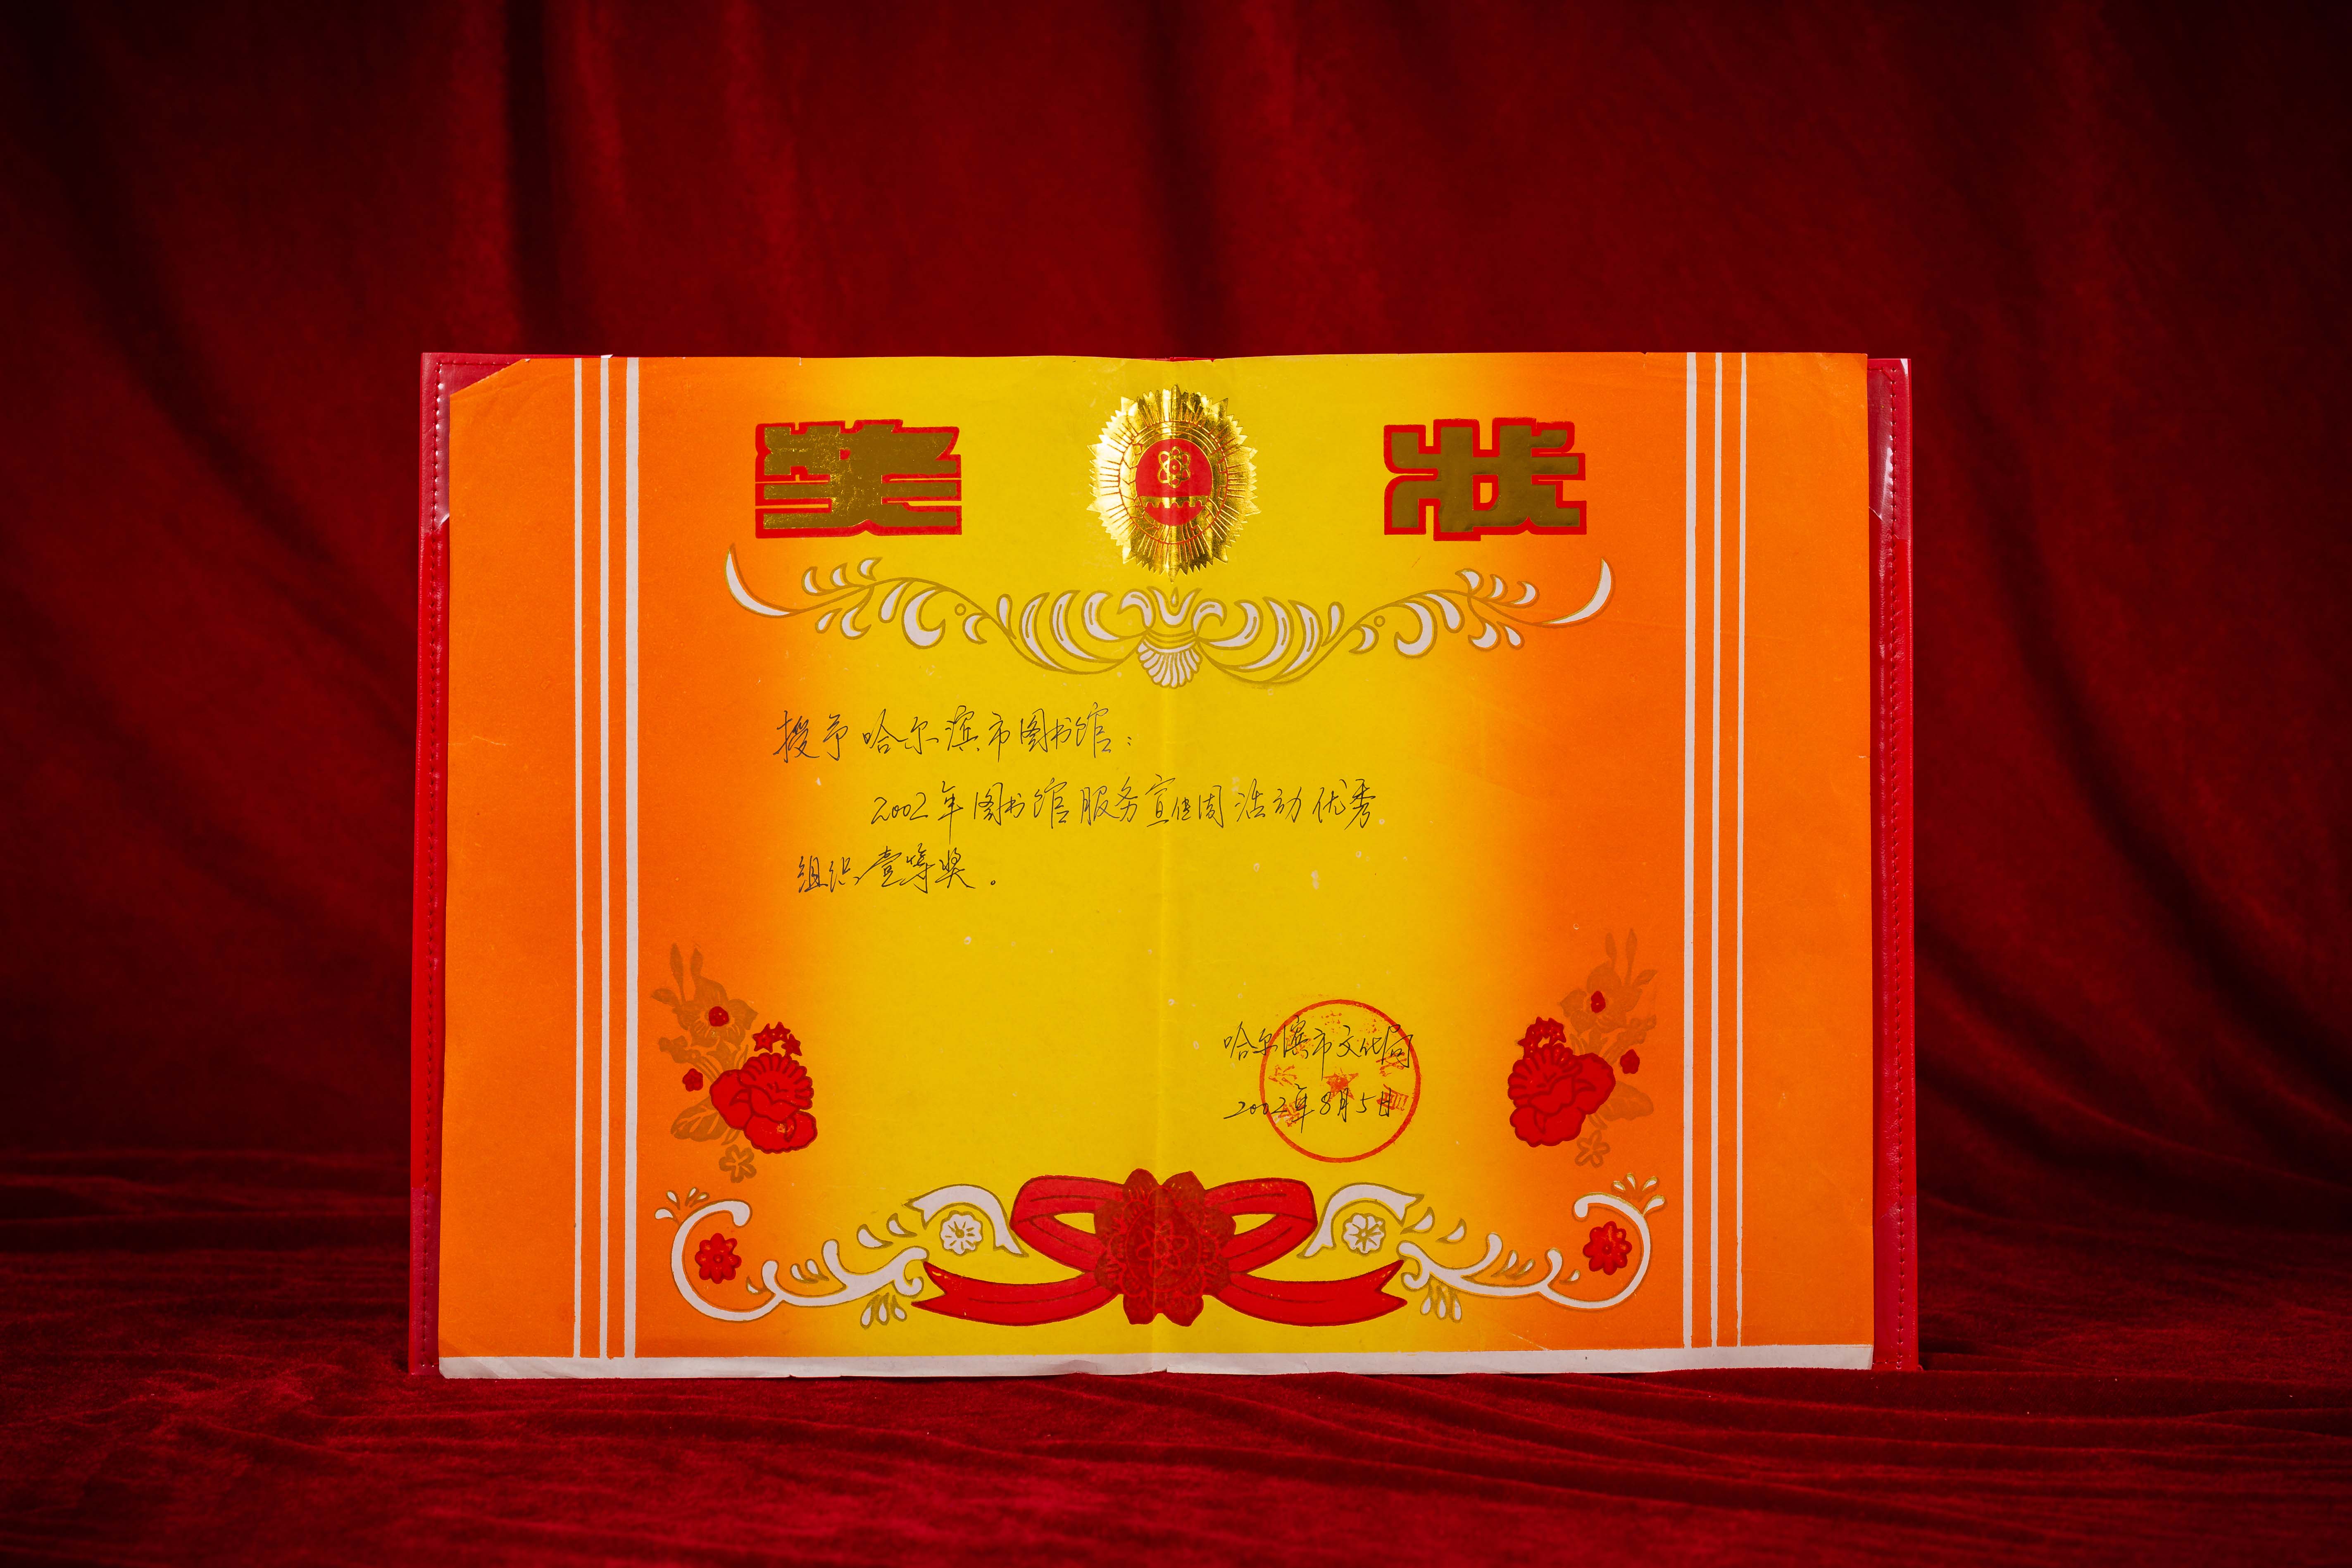 奖 状
授予哈尔滨市图书馆:
2002年图书馆服务宣传周活动优秀
组织壹等奖。
哈尔滨市文化局
2002年8月5日